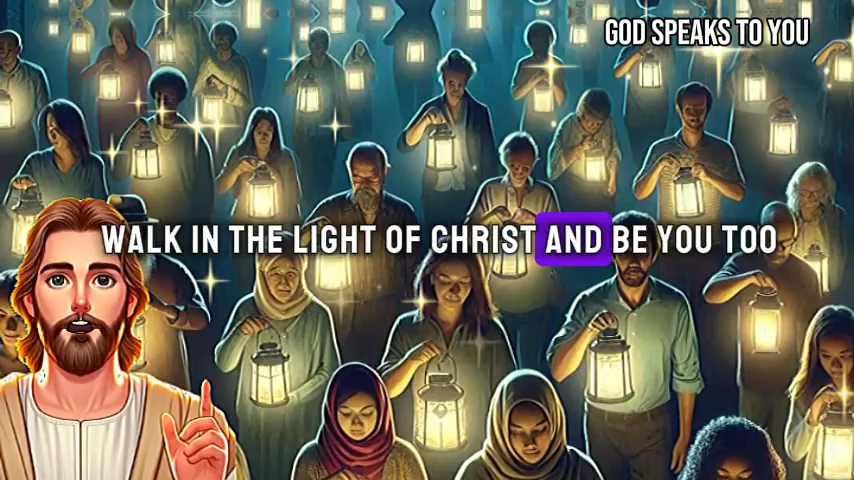 GOD SPEAKS TO YOU
WALK IN THE LIGHT OF CHRIST AND BE YOU TOO